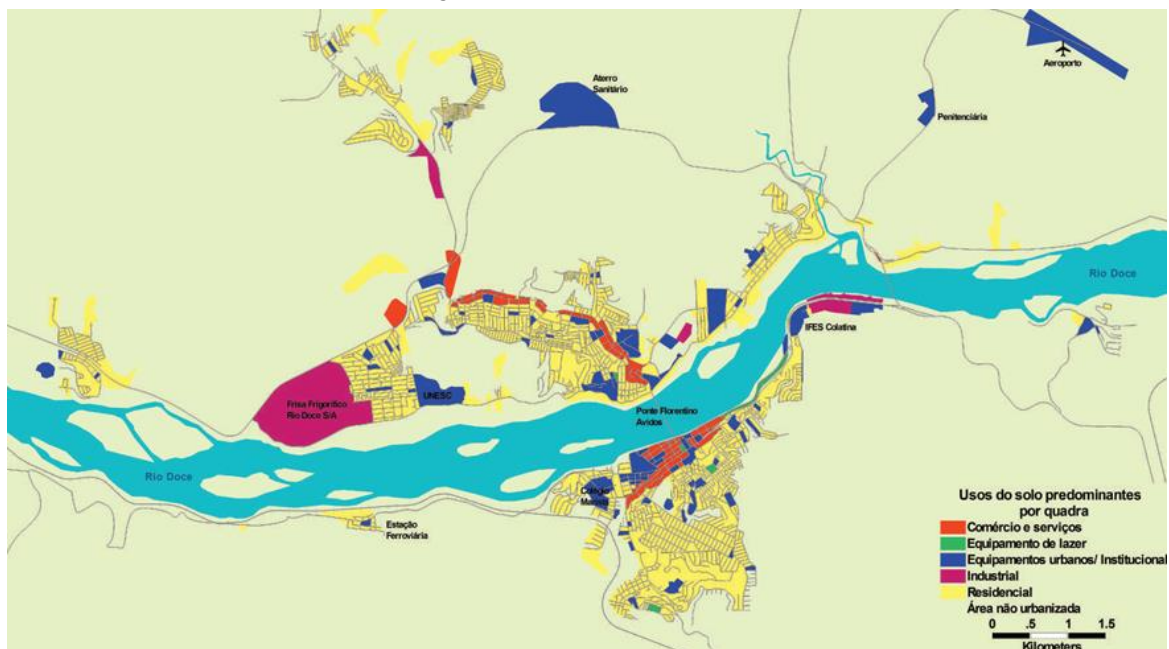 Aeroporto
Aterro
Sanitário
Penitenciária
Rio Doce
IFES Colatina
UNESC
Frisa Frigorífico
Rio Doce S/A
Ponte Florentino
Avidos
Rio Doce
Colégio
Estação
Ferroviária
Usos do solo predominantes
por quadra
Comércio e serviços
Equipamento de lazer
Equipamentos urbanos/ Institucional
Industrial
Residencial
Área não urbanizada
0 .5 1 1.5
Kilometers